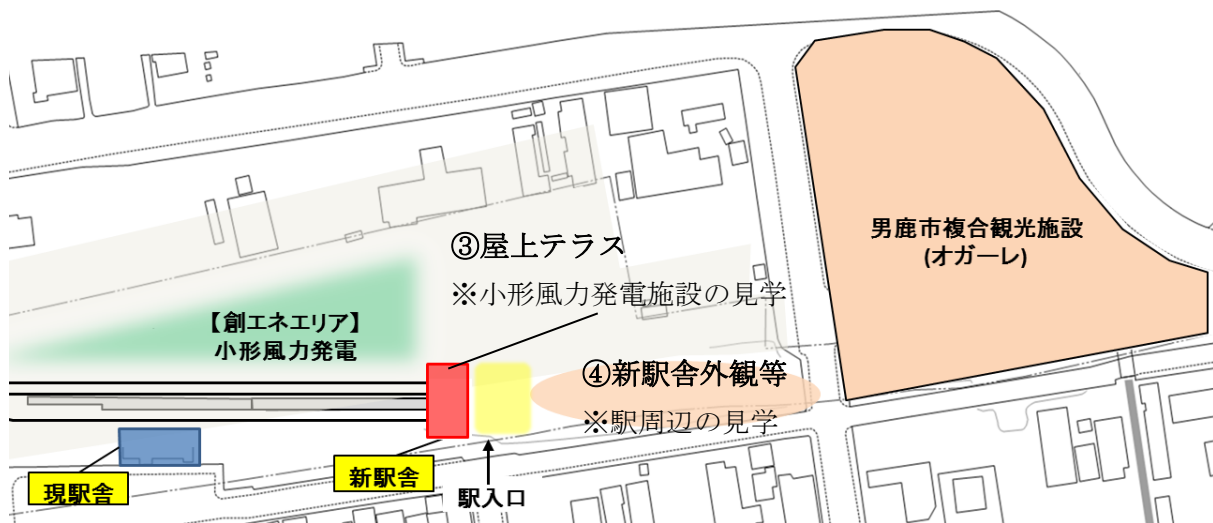 男鹿市複合観光施設
(オガーレ)
③屋上テラス
※小形風力発電施設の見学
【創エネエリア】
小形風力発電
④新駅舎外観等
※駅周辺の見学
現駅舎
新駅舎
駅入口